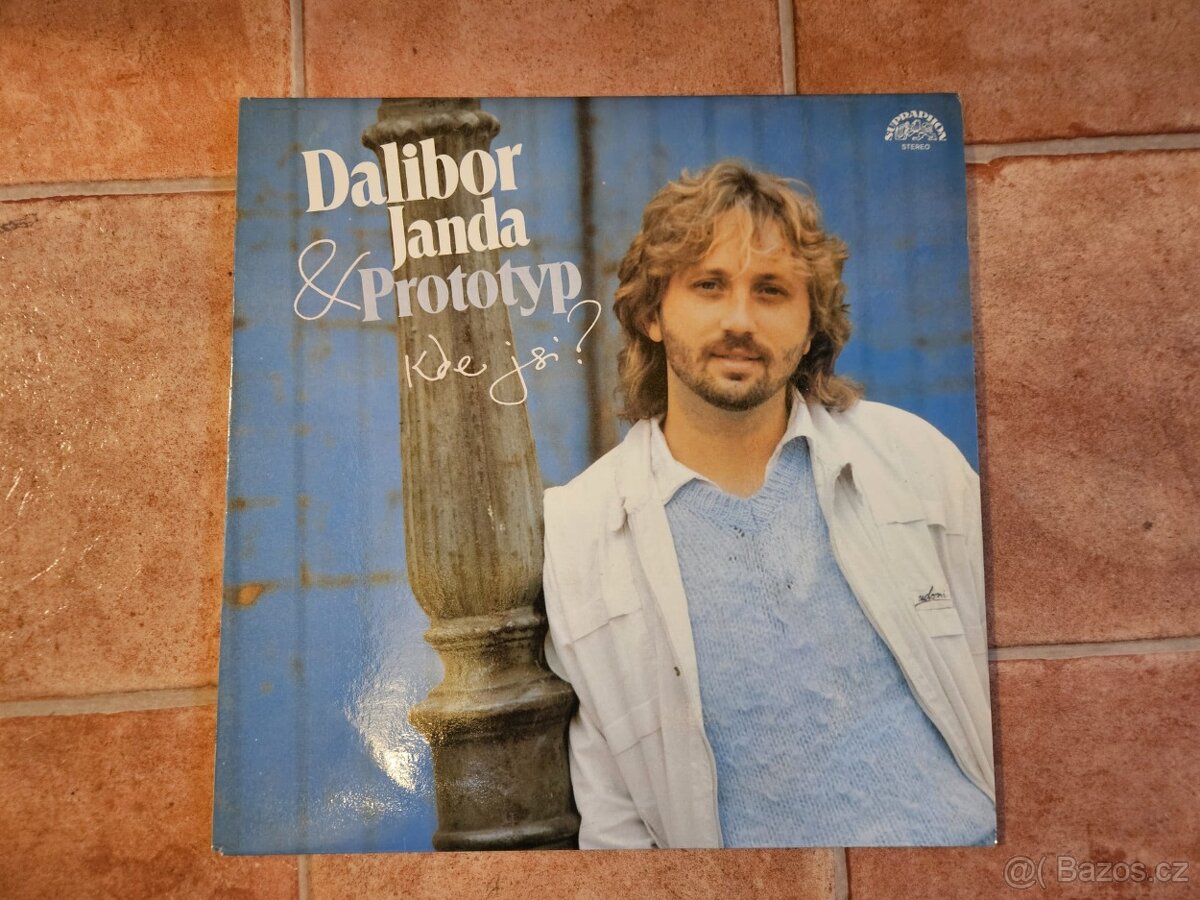 SUPRAPHON
STEREO
Dalibor
Janda
& Prototyp
Kde jsi?
@( Bazos.cz